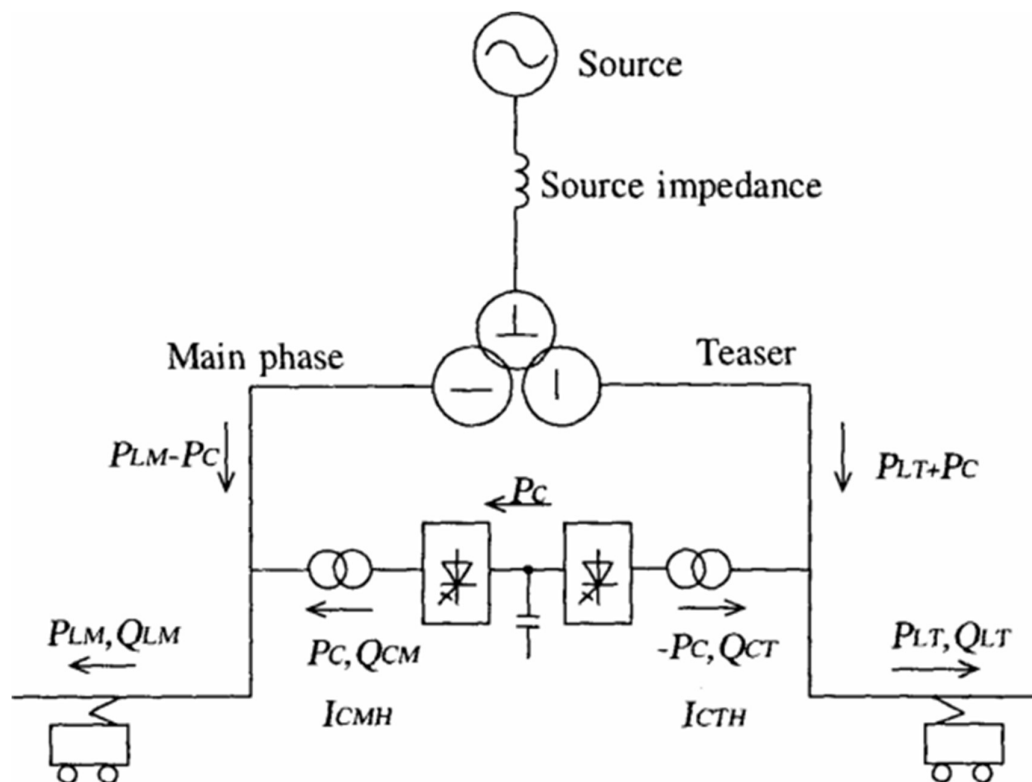 Source
Source impedance
Main phase
Teaser
PLM-PC
PLT+PC
PC
PLM,QLM
PC,QCM
-PC,QCT
PLT,QLT
ICMH
ICTH